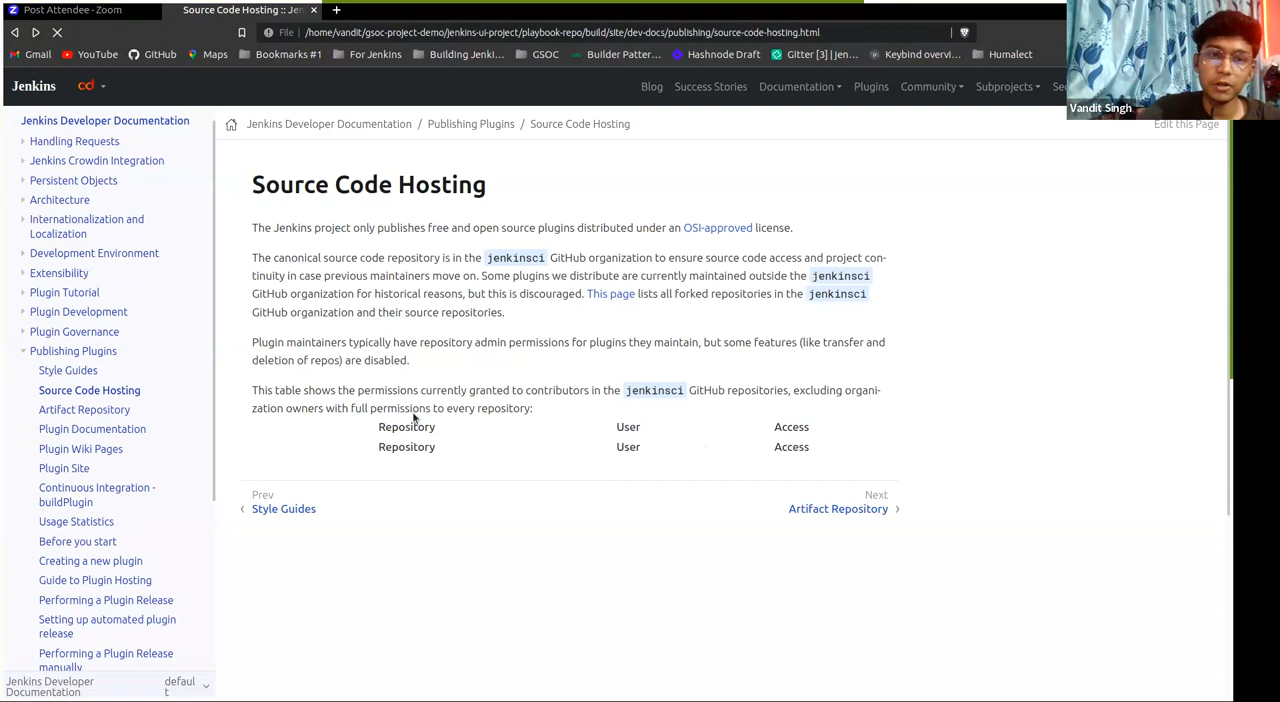 Post Attendee - Zoom
Source Code Hosting :: Jen
File
/home/vandit/gsoc-project-demo/jenkins-ui-project/playbook-repo/build/site/dev-docs/publishing/source-code-hosting.html
Gmail
YouTube
GitHub
Maps
Bookmarks #1
For Jenkins
Building Jenki...
GSOC
Builder Patter...
Hashnode Draft
Gitter [3] | Jen...
Keybind overvi...
Humalect
Vandit Singh
Jenkins
cd
Blog
Success Stories
Documentation
Plugins
Community
Subprojects
Jenkins Developer Documentation
Handling Requests
Jenkins Crowdin Integration
Persistent Objects
Architecture
Internationalization and
Localization
Development Environment
Extensibility
Plugin Tutorial
Plugin Development
Plugin Governance
Publishing Plugins
Style Guides
Source Code Hosting
Artifact Repository
Plugin Documentation
Plugin Wiki Pages
Plugin Site
Continuous Integration -
buildPlugin
Usage Statistics
Before you start
Creating a new plugin
Guide to Plugin Hosting
Performing a Plugin Release
Setting up automated plugin
release
Performing a Plugin Release
manually
Jenkins Developer
Documentation
defaul
t
Jenkins Developer Documentation / Publishing Plugins / Source Code Hosting
Edit this Page
Source Code Hosting
The Jenkins project only publishes free and open source plugins distributed under an OSI-approved license.
The canonical source code repository is in the jenkinsci GitHub organization to ensure source code access and project con-
tinuity in case previous maintainers move on. Some plugins we distribute are currently maintained outside the jenkinsci
GitHub organization for historical reasons, but this is discouraged. This page lists all forked repositories in the jenkinsci
GitHub organization and their source repositories.
Plugin maintainers typically have repository admin permissions for plugins they maintain, but some features (like transfer and
deletion of repos) are disabled.
This table shows the permissions currently granted to contributors in the jenkinsci GitHub repositories, excluding organi-
zation owners with full permissions to every repository:
Repository User Access
Repository User Access
Prev
Style Guides
Next
Artifact Repository